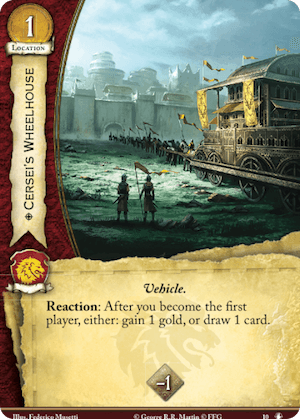 1
Location
Cersei's Wheelhouse
Vehicle.
Reaction: After you become the first
player, either: gain 1 gold, or draw 1 card.
-1
Illus. Federico Musetti
© George R.R. Martin © FFG
10